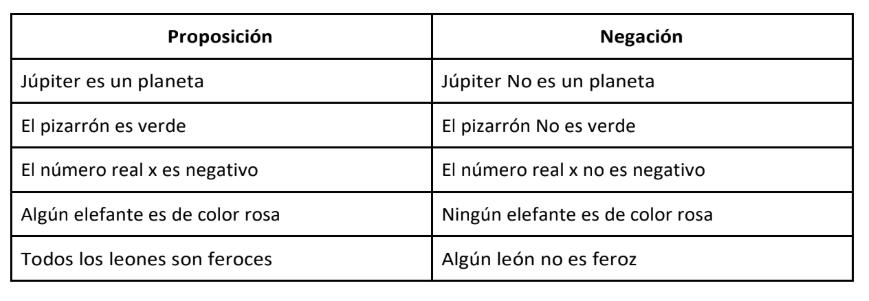 Proposición Negación
Júpiter es un planeta Júpiter No es un planeta
El pizarrón es verde El pizarrón No es verde
El número real x es negativo El número real x no es negativo
Algún elefante es de color rosa Ningún elefante es de color rosa
Todos los leones son feroces Algún león no es feroz